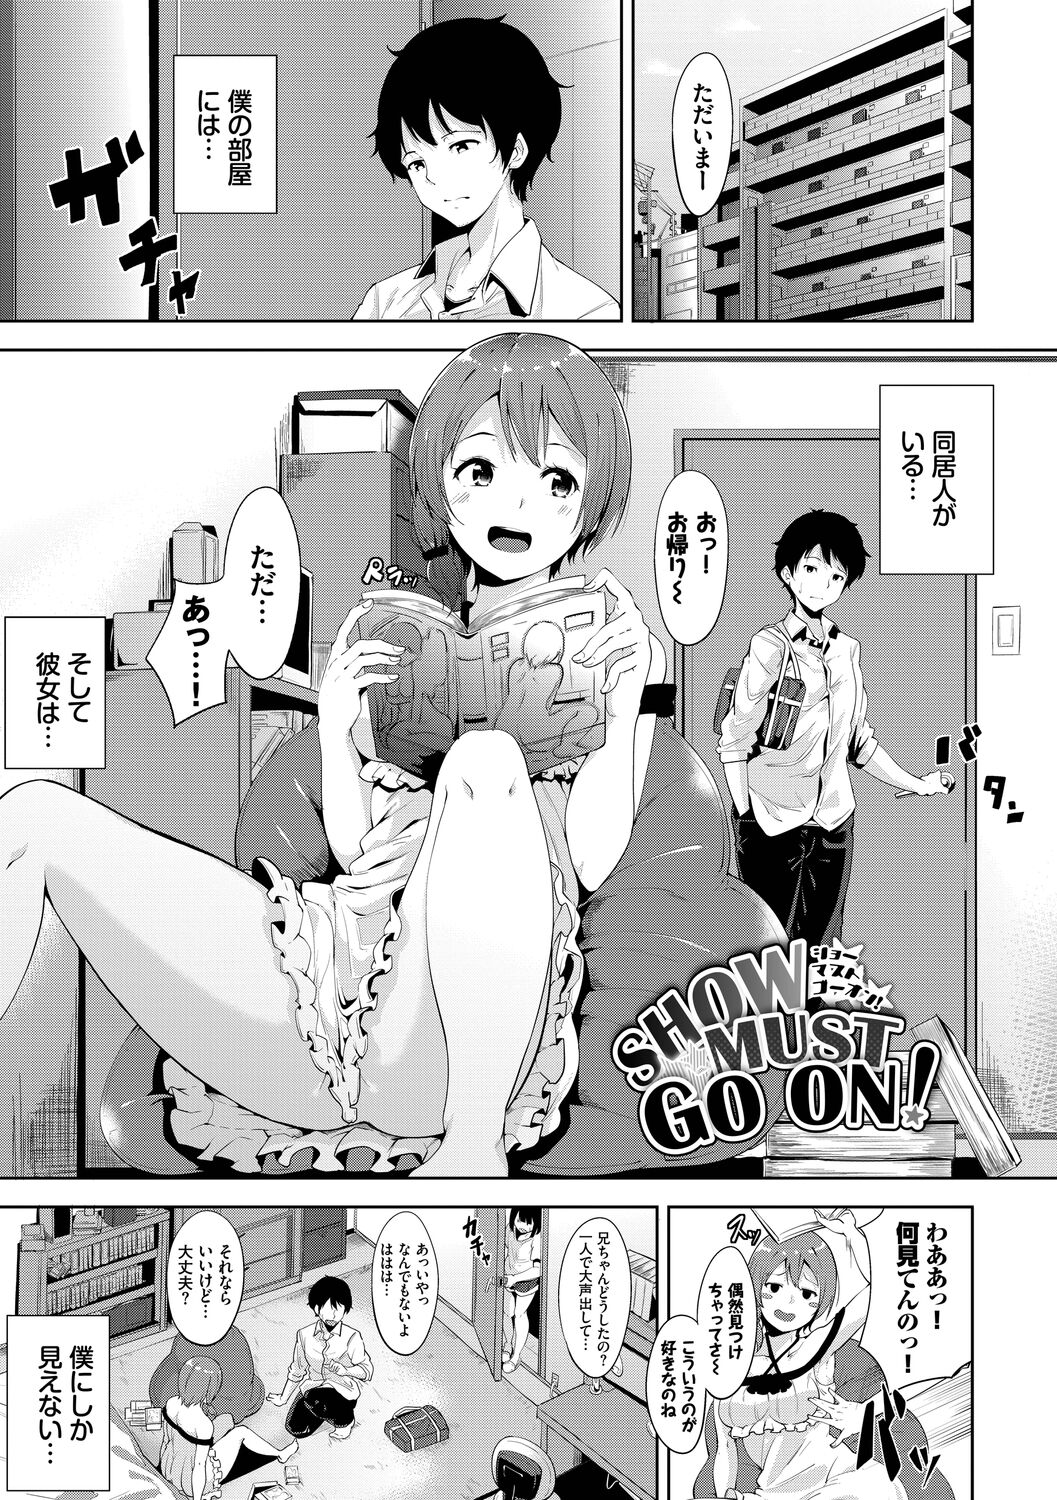 ただいまー
僕の部屋
には…
ガ
チャ
同居人が
いる…
おっ！
お帰り〜
バ
タン
パラッ
ただ…
あっ…！
そして
彼女は…
ショー
マスト
ゴーオン！
SHOW
MUST
GO ON!
わああっ！
何見てんのっ！
スッ
偶然見つけ
ちゃってさ〜
こういうのが
好きなのね
兄ちゃんどうしたの？
一人で大声出して…
ガチャ
あっいやっ
なんでもないよ
ははは…
それなら
いいけど…
大丈夫？
僕にしか
見えない…